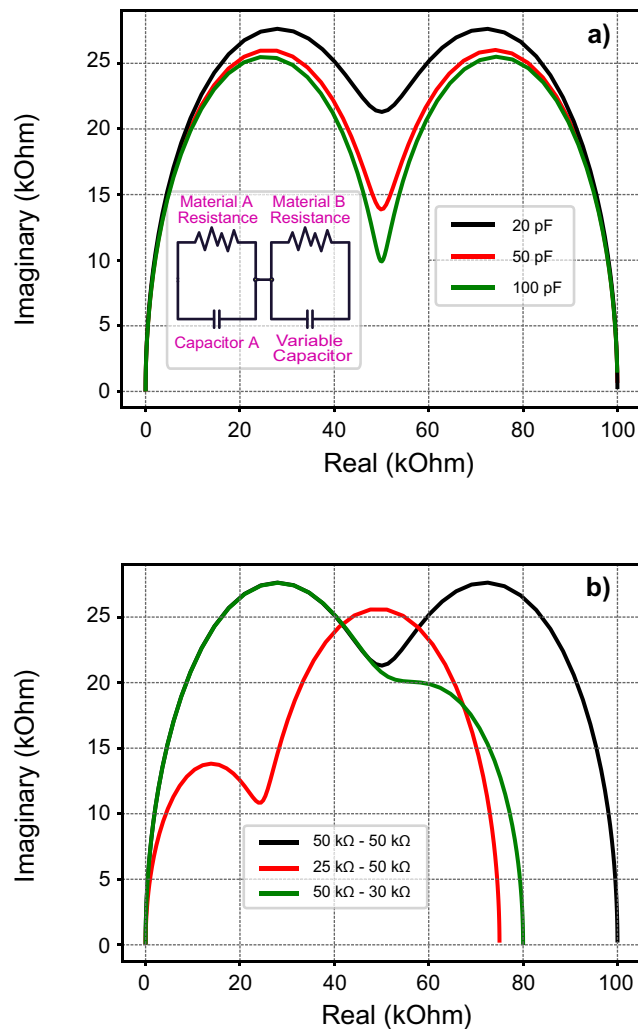 a)
Imaginary (kOhm)
25
20
15
10
5
0
Material A
Resistance
Material B
Resistance
Capacitor A
Variable
Capacitor
20 pF
50 pF
100 pF
0 20 40 60 80 100
Real (kOhm)
b)
Imaginary (kOhm)
25
20
15
10
5
0
50 kΩ - 50 kΩ
25 kΩ - 50 kΩ
50 kΩ - 30 kΩ
0 20 40 60 80 100
Real (kOhm)